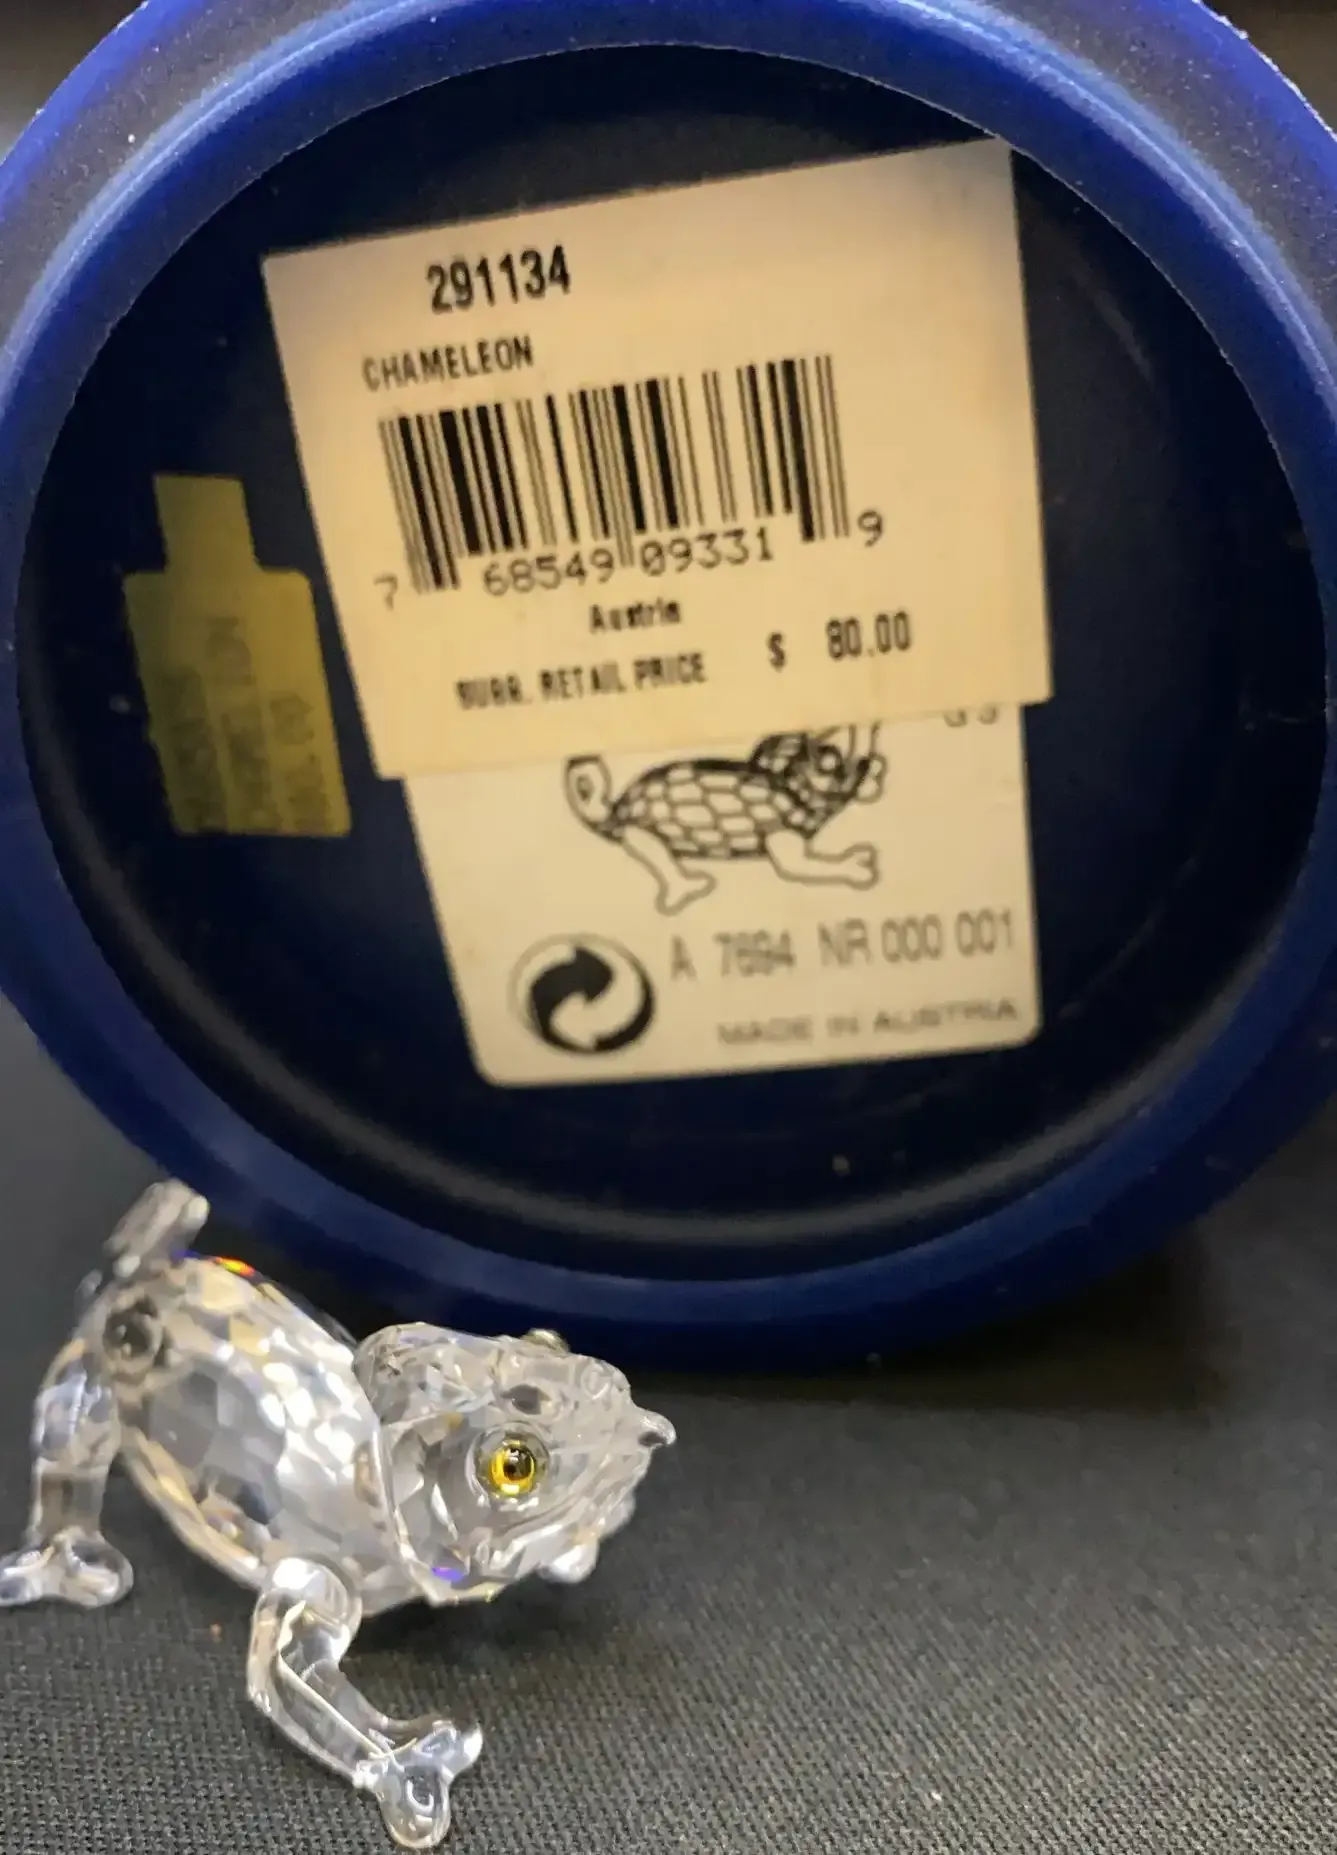 291134
CHAMELEON
7 68549 09331 9
Austria
SUGG. RETAIL PRICE $ 80.00
A 7694 NR 000 001
MADE IN AUSTRIA